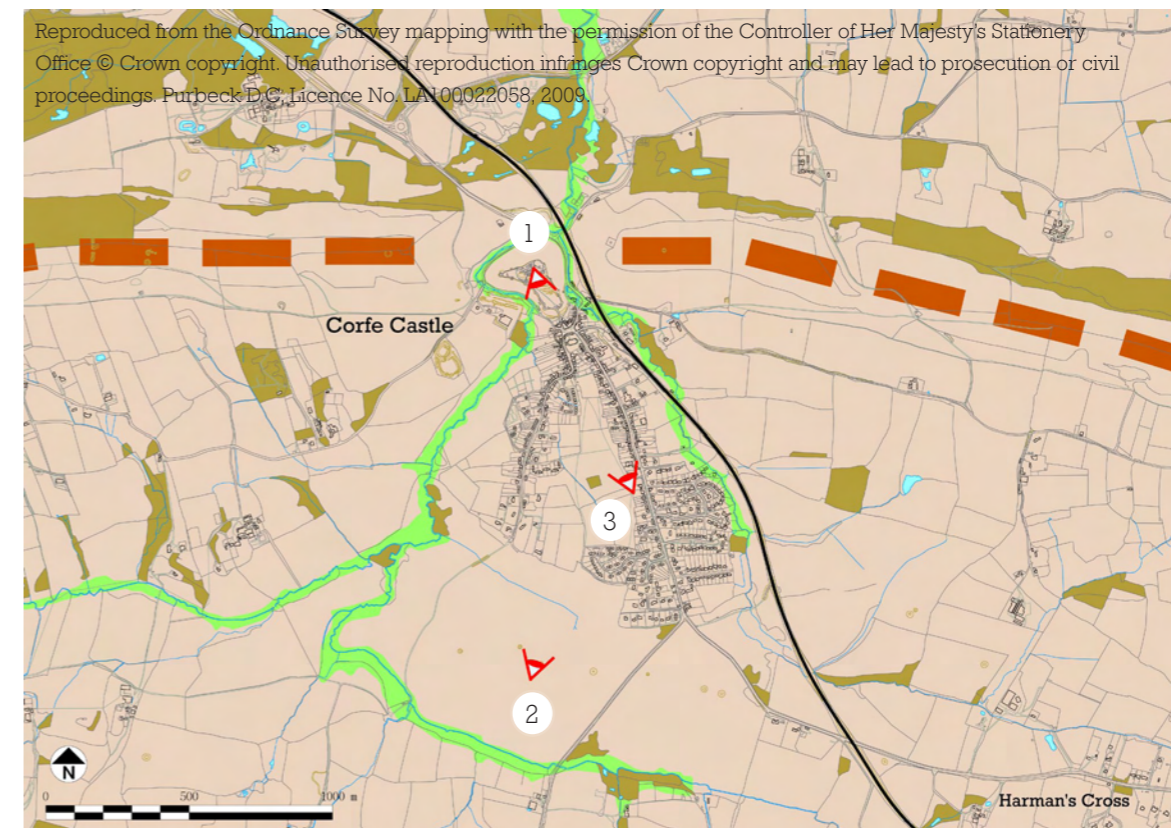 Reproduced from the Ordnance Survey mapping with the permission of the Controller of Her Majesty's Stationery
Office © Crown copyright. Unauthorised reproduction infringes Crown copyright and may lead to prosecution or civil
proceedings. Purbeck D.C. Licence No. LA100022058, 2009.
1
Corfe Castle
3
2
N
0 500 1000 m
Harman's Cross